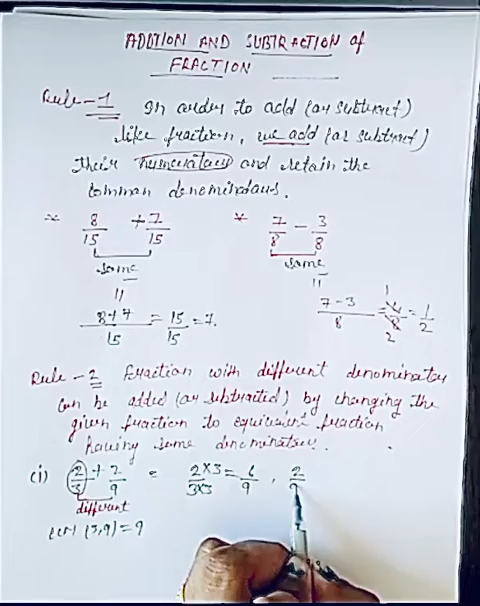 ADDTION AND SUBTRACTION of
FRACTION
Rule-1 In order to add (or subtract)
like fraction, we add (or subtract)
their numerators and retain the
common denominators.
8/15 + 7/15 * 7/8 - 3/8
same same
= =
8+7/15 = 15/15 = 1. 7-3/8 = 4/8 = 1/2
1
2
Rule-2 Fraction with different denominator
can be added (or subtracted) by changing the
given fraction to equivalent fraction
having same denominator.
(i) 2/3 + 2/9 = 2×3/3×3 = 6/9, 2/9
different
LCM (3,9) = 9